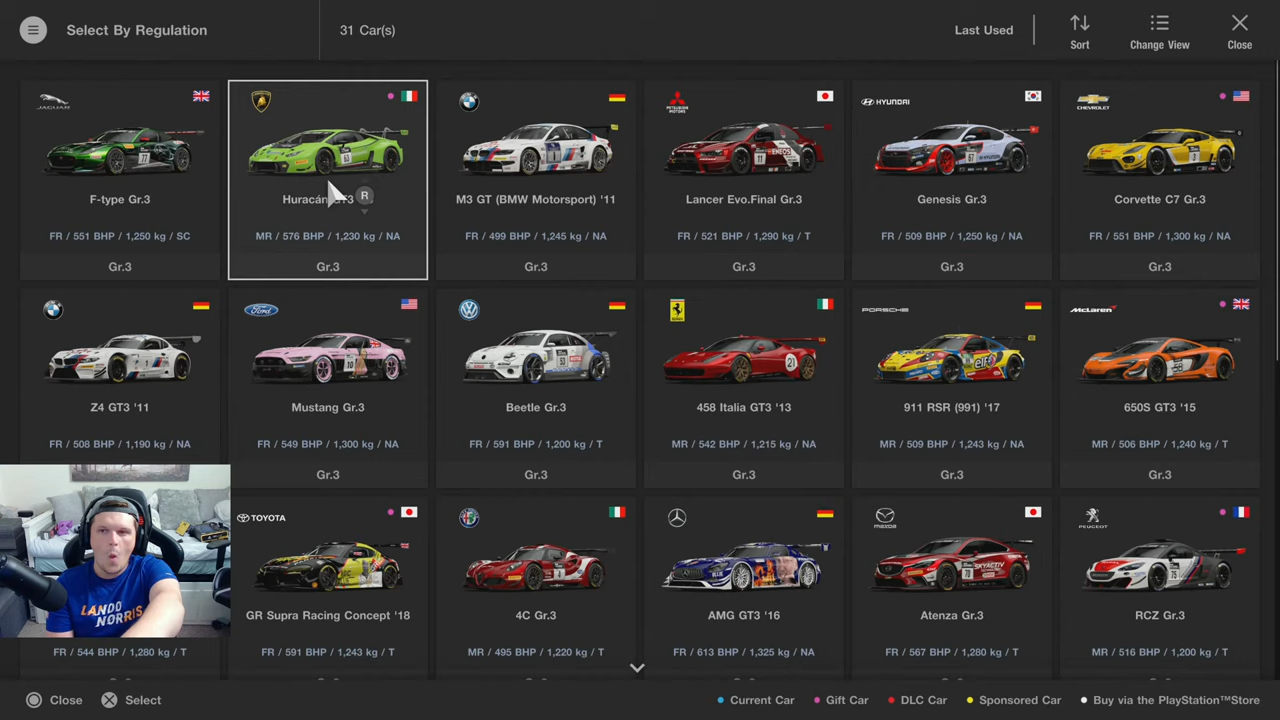 Select By Regulation
31 Car(s)
Last Used
Sort
Change View
Close
JAGUAR
F-type Gr.3
FR / 551 BHP / 1,250 kg / SC
Gr.3
R
MR / 576 BHP / 1,230 kg / NA
Gr.3
M3 GT (BMW Motorsport) '11
FR / 499 BHP / 1,245 kg / NA
Gr.3
MITSUBISHI MOTORS
Lancer Evo.Final Gr.3
FR / 521 BHP / 1,290 kg / T
Gr.3
HYUNDAI
Genesis Gr.3
FR / 509 BHP / 1,250 kg / NA
Gr.3
CHEVROLET
Corvette C7 Gr.3
FR / 551 BHP / 1,300 kg / NA
Gr.3
Z4 GT3 '11
FR / 508 BHP / 1,190 kg / NA
Ford
Mustang Gr.3
FR / 549 BHP / 1,300 kg / NA
Gr.3
Beetle Gr.3
FR / 591 BHP / 1,200 kg / T
Gr.3
458 Italia GT3 '13
MR / 542 BHP / 1,215 kg / NA
Gr.3
PORSCHE
911 RSR (991) '17
MR / 509 BHP / 1,243 kg / NA
Gr.3
McLaren
650S GT3 '15
MR / 506 BHP / 1,240 kg / T
Gr.3
FR / 544 BHP / 1,280 kg / T
TOYOTA
GR Supra Racing Concept '18
FR / 591 BHP / 1,243 kg / T
4C Gr.3
MR / 495 BHP / 1,220 kg / T
AMG GT3 '16
FR / 613 BHP / 1,325 kg / NA
mazda
Atenza Gr.3
FR / 567 BHP / 1,280 kg / T
PEUGEOT
RCZ Gr.3
MR / 516 BHP / 1,200 kg / T
LANDO
NORRIS
Close
Select
Current Car
Gift Car
DLC Car
Sponsored Car
Buy via the PlayStation™Store